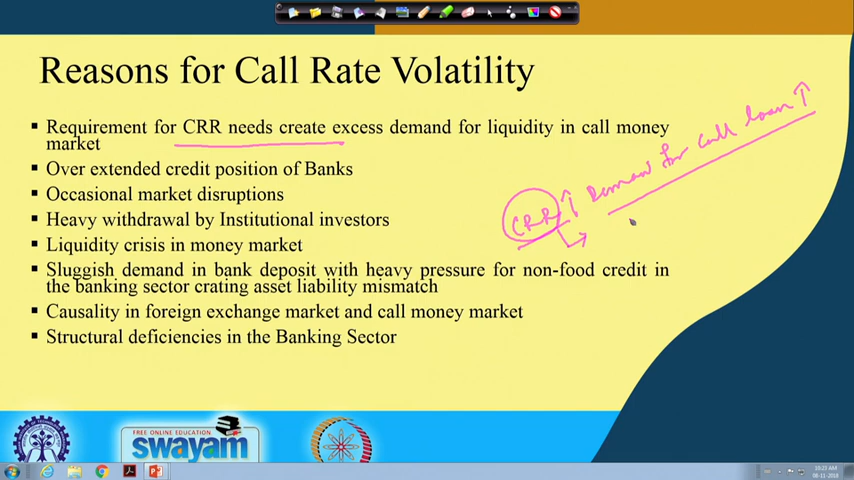 Reasons for Call Rate Volatility
▪ Requirement for CRR needs create excess demand for liquidity in call money
market
▪ Over extended credit position of Banks
▪ Occasional market disruptions
▪ Heavy withdrawal by Institutional investors
▪ Liquidity crisis in money market
▪ Sluggish demand in bank deposit with heavy pressure for non-food credit in
the banking sector crating asset liability mismatch
▪ Causality in foreign exchange market and call money market
▪ Structural deficiencies in the Banking Sector
CRR ↑ Demand for call loan ↑
FREE ONLINE EDUCATION
swayam
10:22 AM